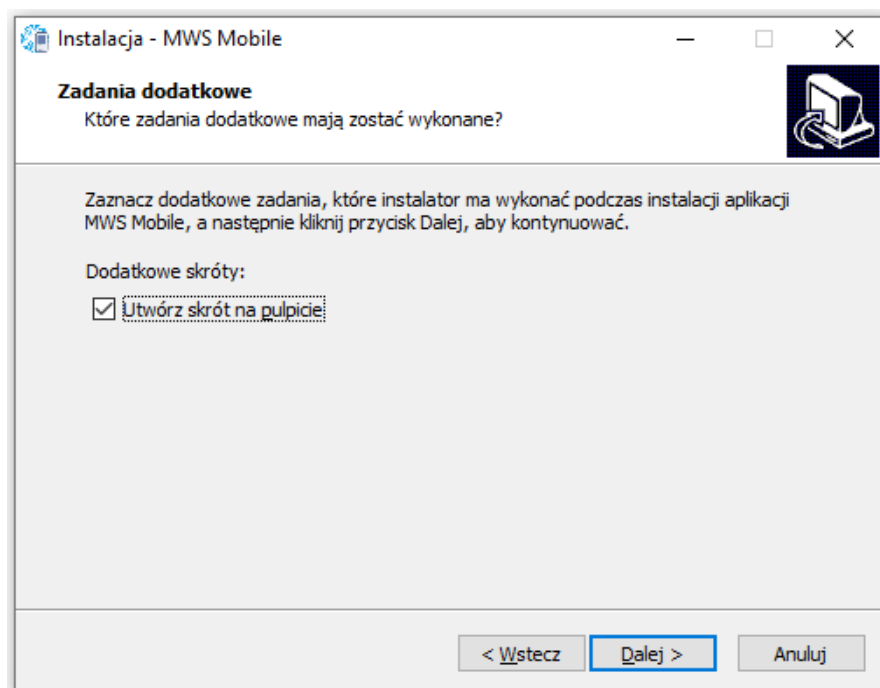 Instalacja - MWS Mobile
Zadania dodatkowe
Które zadania dodatkowe mają zostać wykonane?
Zaznacz dodatkowe zadania, które instalator ma wykonać podczas instalacji aplikacji
MWS Mobile, a następnie kliknij przycisk Dalej, aby kontynuować.
Dodatkowe skróty:
Utwórz skrót na pulpicie
< Wstecz
Dalej >
Anuluj